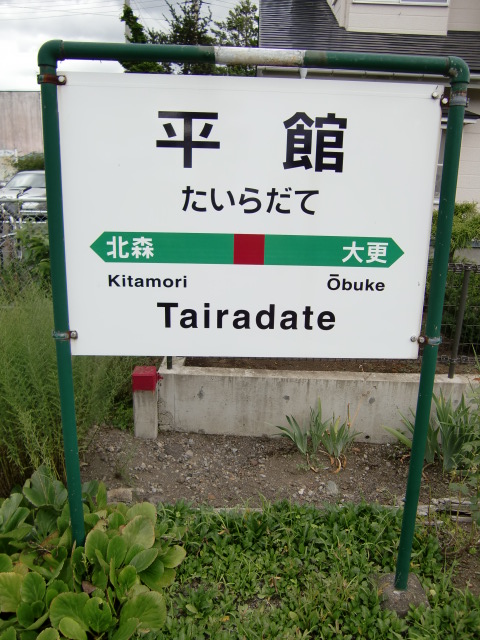 平館
たいらだて
北森 大更
Kitamori Ōbuke
Tairadate